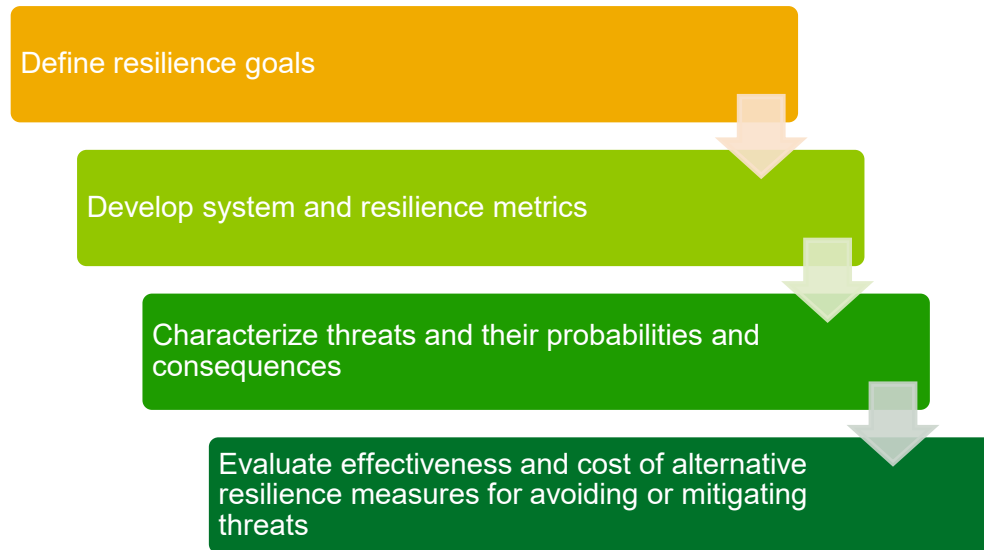 Define resilience goals
Develop system and resilience metrics
Characterize threats and their probabilities and
consequences
Evaluate effectiveness and cost of alternative
resilience measures for avoiding or mitigating
threats